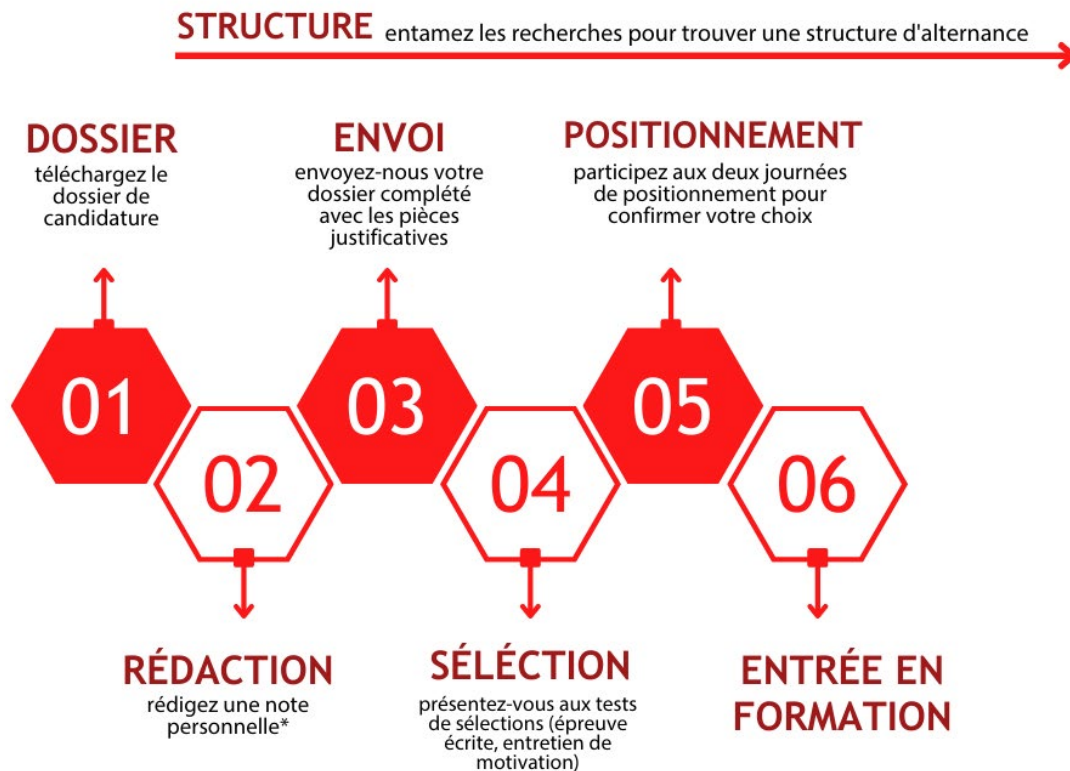 STRUCTURE entamez les recherches pour trouver une structure d'alternance
DOSSIER
téléchargez le
dossier de
candidature
ENVOI
envoyez-nous votre
dossier complété
avec les pièces
justificatives
POSITIONNEMENT
participez aux deux journées
de positionnement pour
confirmer votre choix
01
02
03
04
05
06
RÉDACTION
rédigez une note
personnelle*
SÉLÉCTION
présentez-vous aux tests
de sélections (épreuve
écrite, entretien de
motivation)
ENTRÉE EN
FORMATION